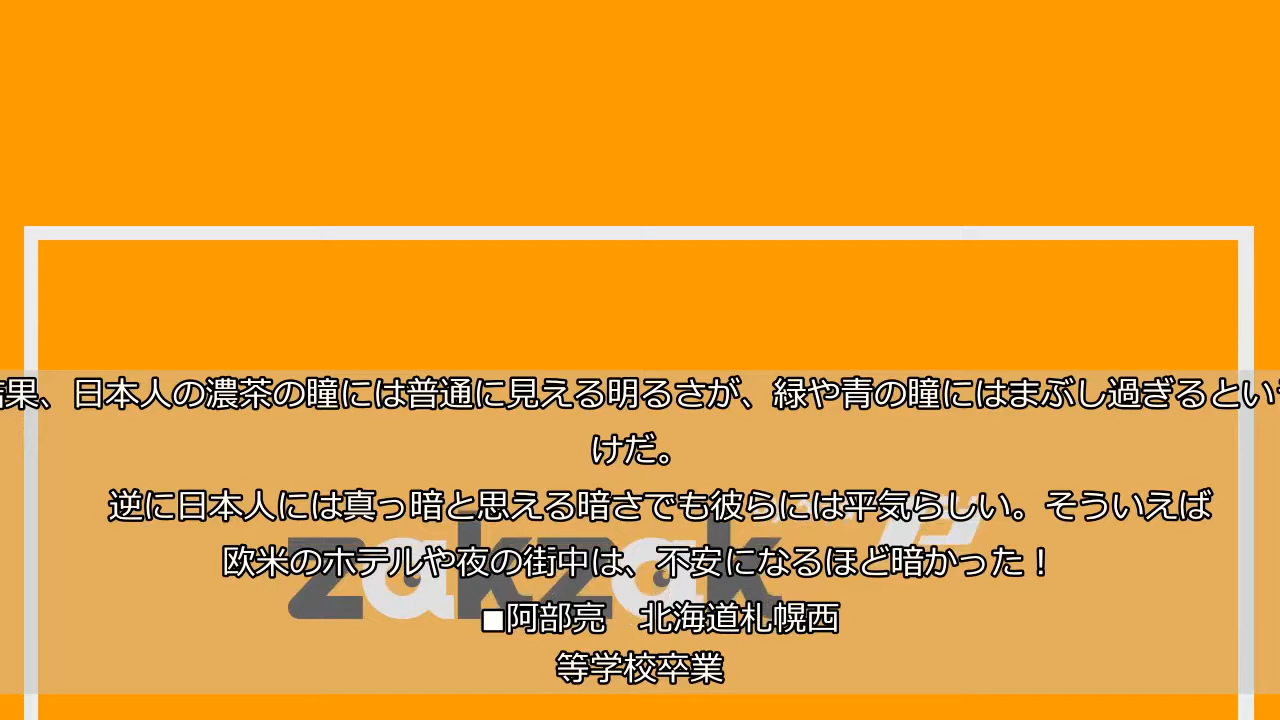 果、日本人の濃茶の瞳には普通に見える明るさが、緑や青の瞳にはまぶし過ぎるとい
けだ。
逆に日本人には真っ暗と思える暗さでも彼らには平気らしい。そういえば
欧米のホテルや夜の街中は、不安になるほど暗かった！
zakzak
■阿部亮　北海道札幌西
等学校卒業